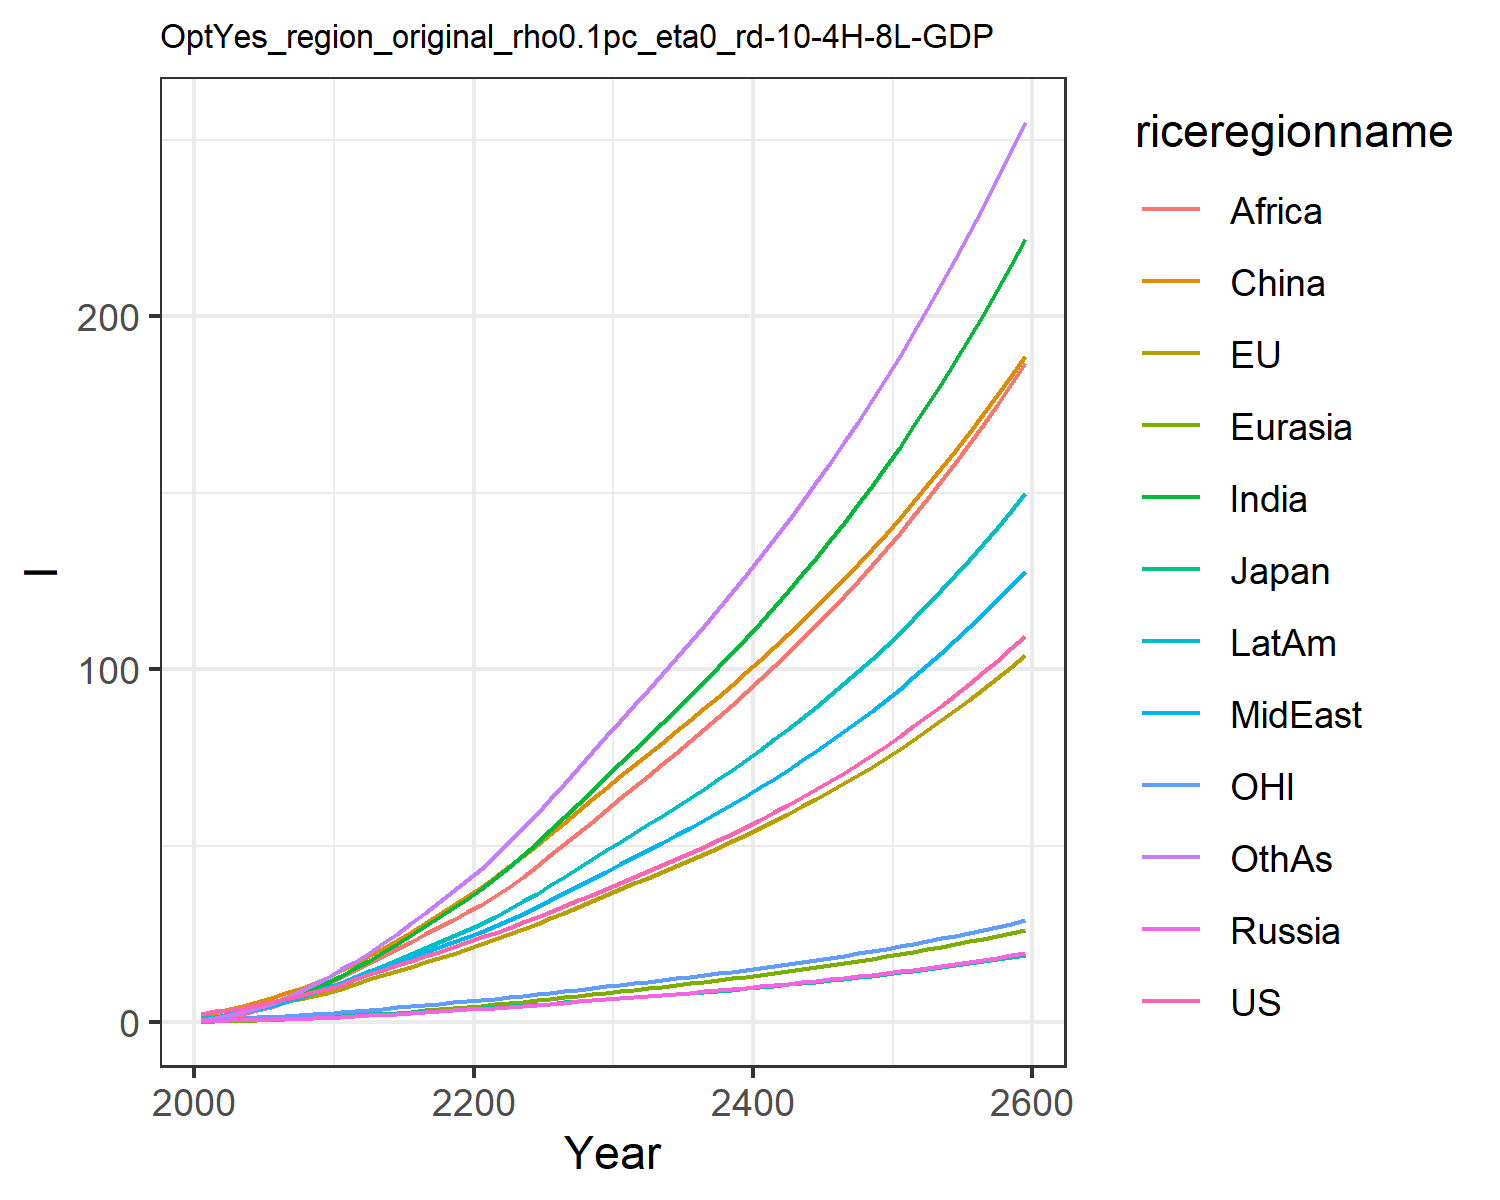 OptYes_region_original_rho0.1pc_eta0_rd-10-4H-8L-GDP
200
100
0
I
2000 2200 2400 2600
Year
riceregionname
Africa
China
EU
Eurasia
India
Japan
LatAm
MidEast
OHI
OthAs
Russia
US